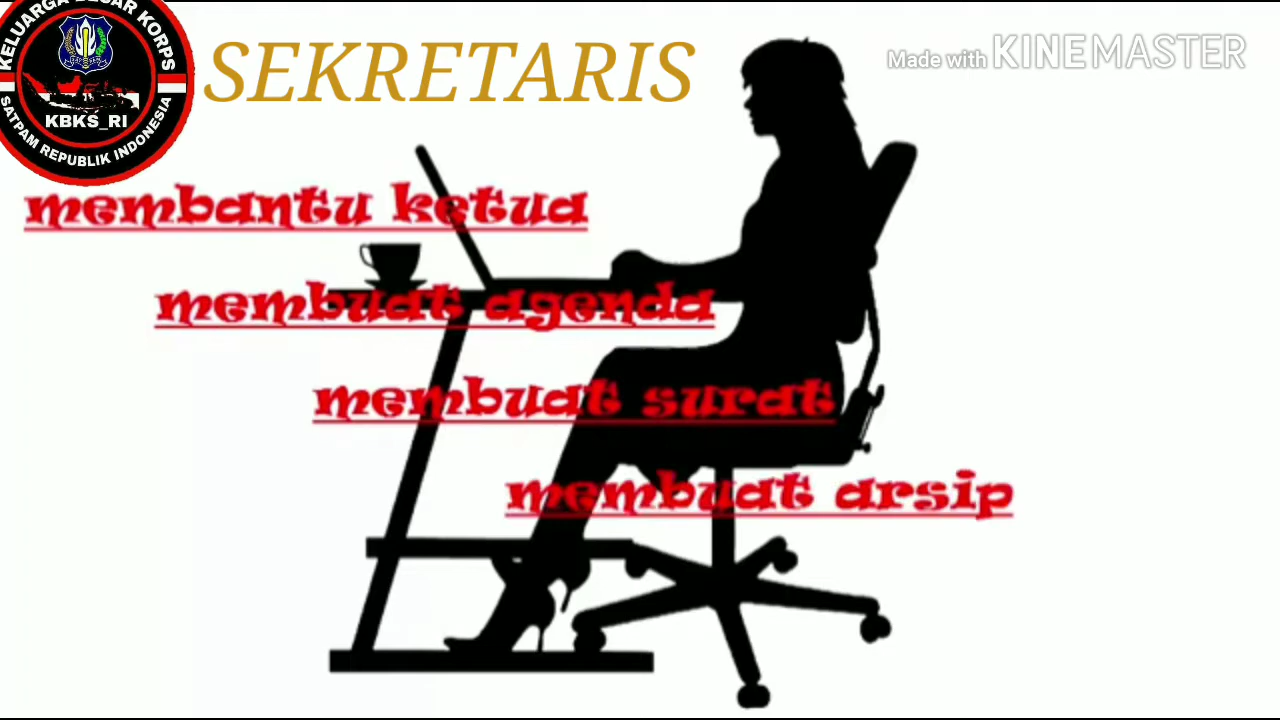 KELUARGA BESAR KORPS
SEKRETARIS
Made with KINEMASTER
KBKS_RI
SATPAM REPUBLIK INDONESIA
membantu ketua
membuat agenda
membuat surat
membuat arsip